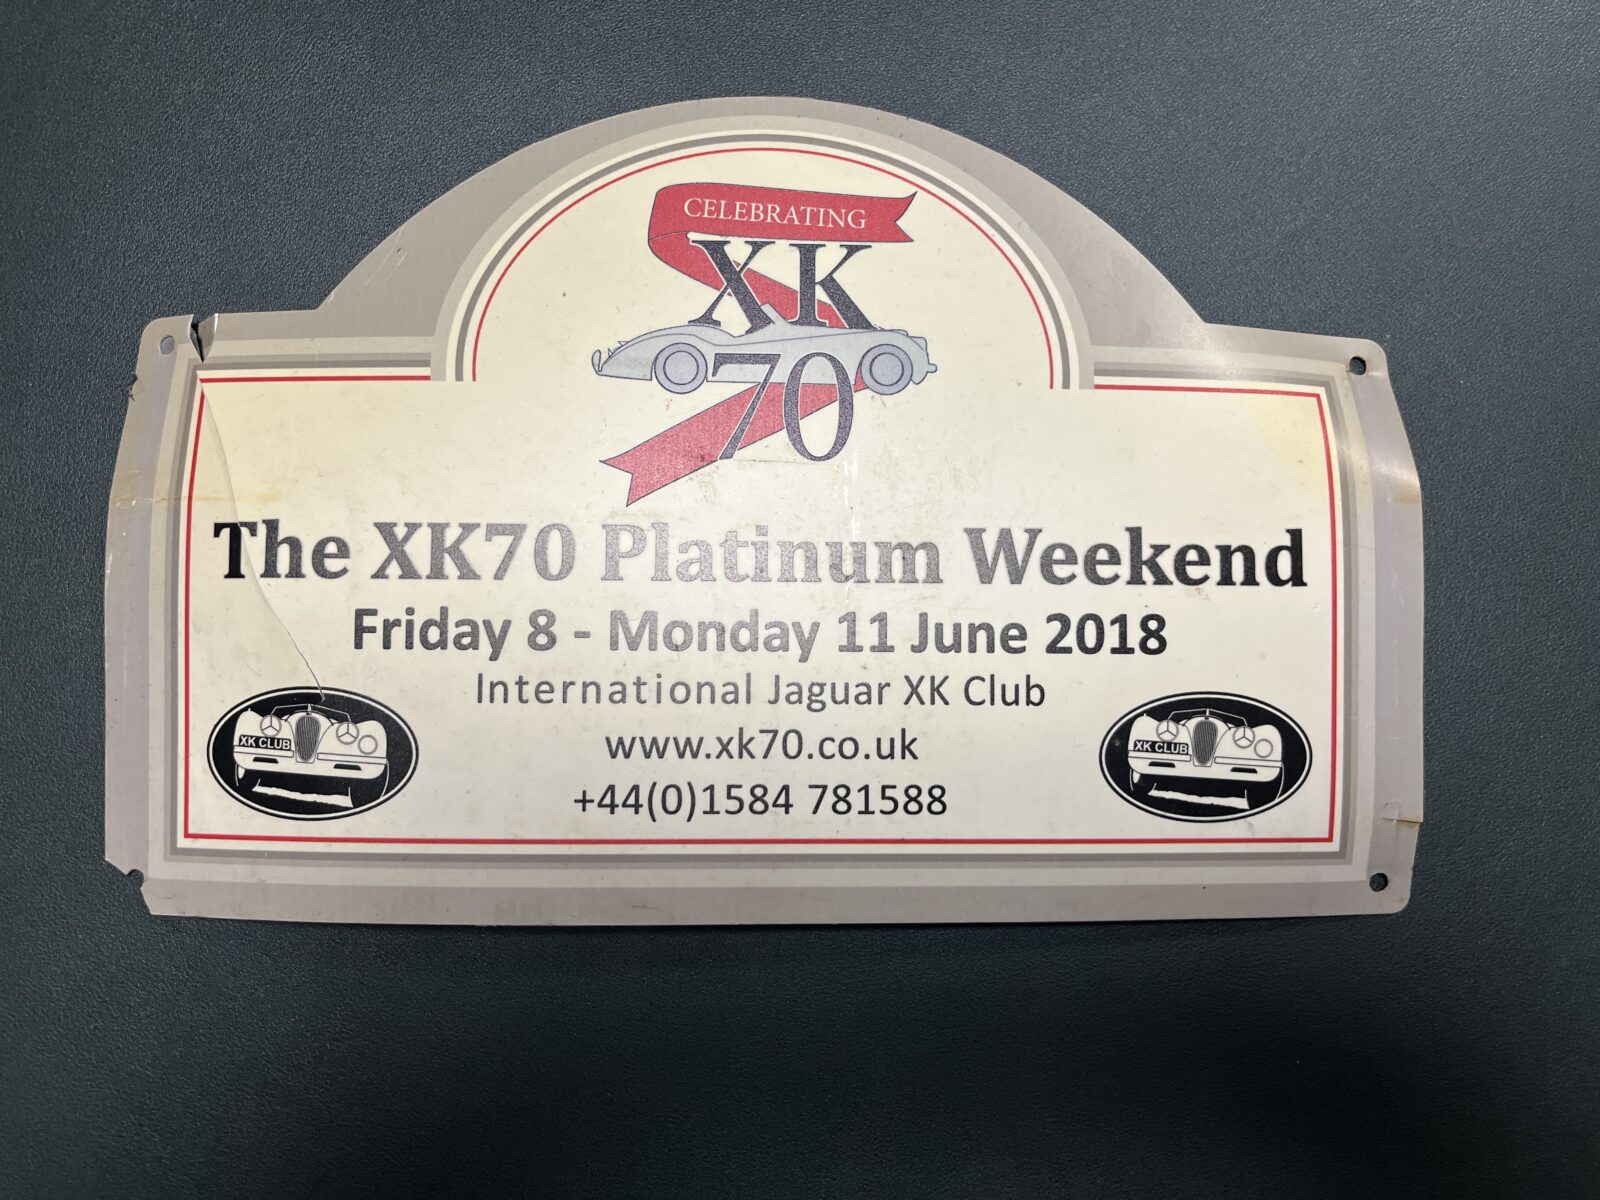 CELEBRATING
XK
70
The XK70 Platinum Weekend
Friday 8 - Monday 11 June 2018
International Jaguar XK Club
www.xk70.co.uk
+44(0)1584 781588
XK CLUB
XK CLUB